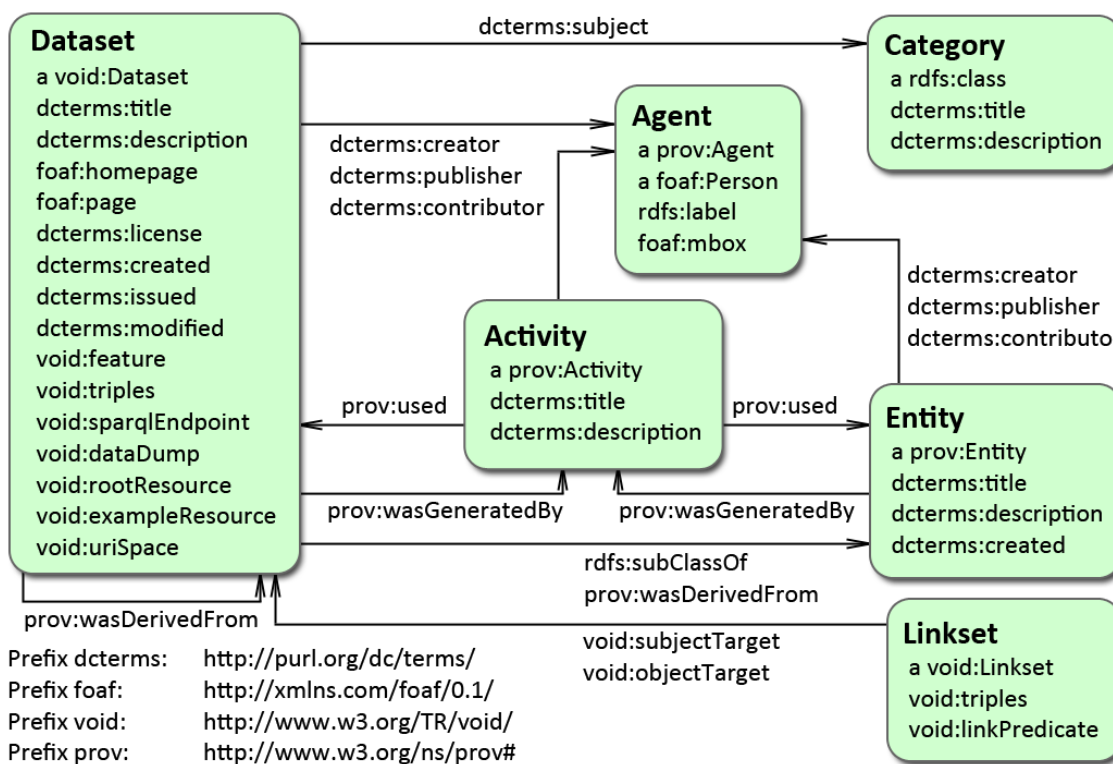 Dataset
a void:Dataset
dcterms:title
dcterms:description
foaf:homepage
foaf:page
dcterms:license
dcterms:created
dcterms:issued
dcterms:modified
void:feature
void:triples
void:sparqlEndpoint
void:dataDump
void:rootResource
void:exampleResource
void:uriSpace
dcterms:subject
Category
a rdfs:class
dcterms:title
dcterms:description
dcterms:creator
dcterms:publisher
dcterms:contributor
Agent
a prov:Agent
a foaf:Person
rdfs:label
foaf:mbox
dcterms:creator
dcterms:publisher
dcterms:contributo
Activity
a prov:Activity
dcterms:title
dcterms:description
prov:used
prov:used
Entity
a prov:Entity
dcterms:title
dcterms:description
dcterms:created
prov:wasGeneratedBy
prov:wasGeneratedBy
rdfs:subClassOf
prov:wasDerivedFrom
prov:wasDerivedFrom
void:subjectTarget
void:objectTarget
Linkset
a void:Linkset
void:triples
void:linkPredicate
Prefix dcterms: http://purl.org/dc/terms/
Prefix foaf: http://xmlns.com/foaf/0.1/
Prefix void: http://www.w3.org/TR/void/
Prefix prov: http://www.w3.org/ns/prov#